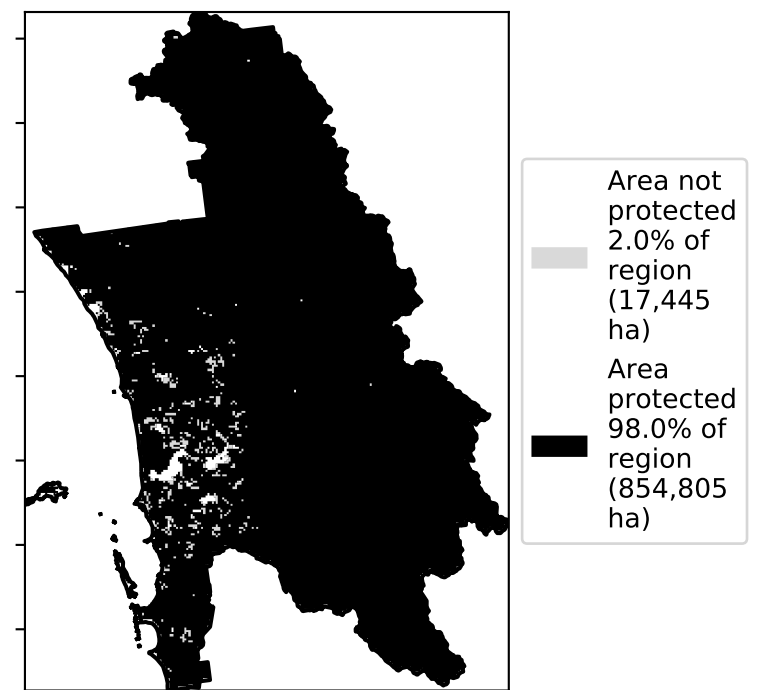 Area not
protected
2.0% of
region
(17,445
ha)
Area
protected
98.0% of
region
(854,805
ha)